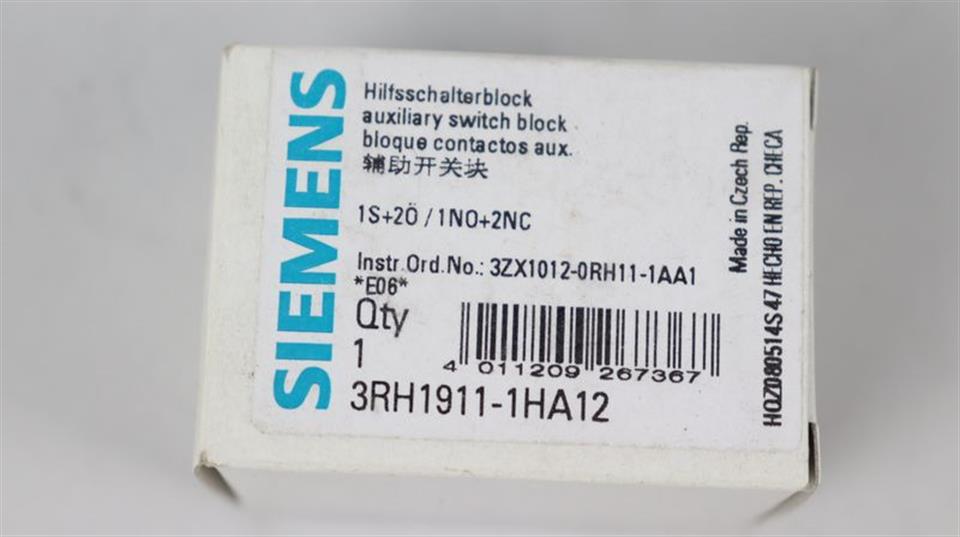 SIEMENS
Hilfsschalterblock
auxiliary switch block
bloque contactos aux.
辅助开关块
1S+2Ö / 1NO+2NC
Instr.Ord.No.: 3ZX1012-0RH11-1AA1
*E06*
Qty
1
4 011209 267367
3RH1911-1HA12
Made in Czech Rep.
HQZ080514S47 HECHO EN REP. CHECA